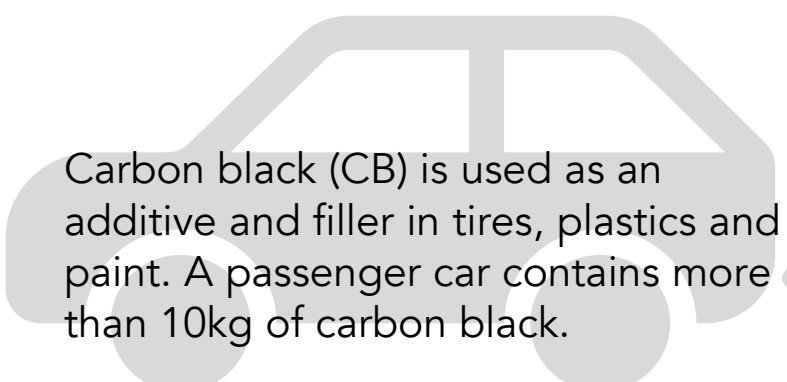 Carbon black (CB) is used as an
additive and filler in tires, plastics and
paint. A passenger car contains more
than 10kg of carbon black.